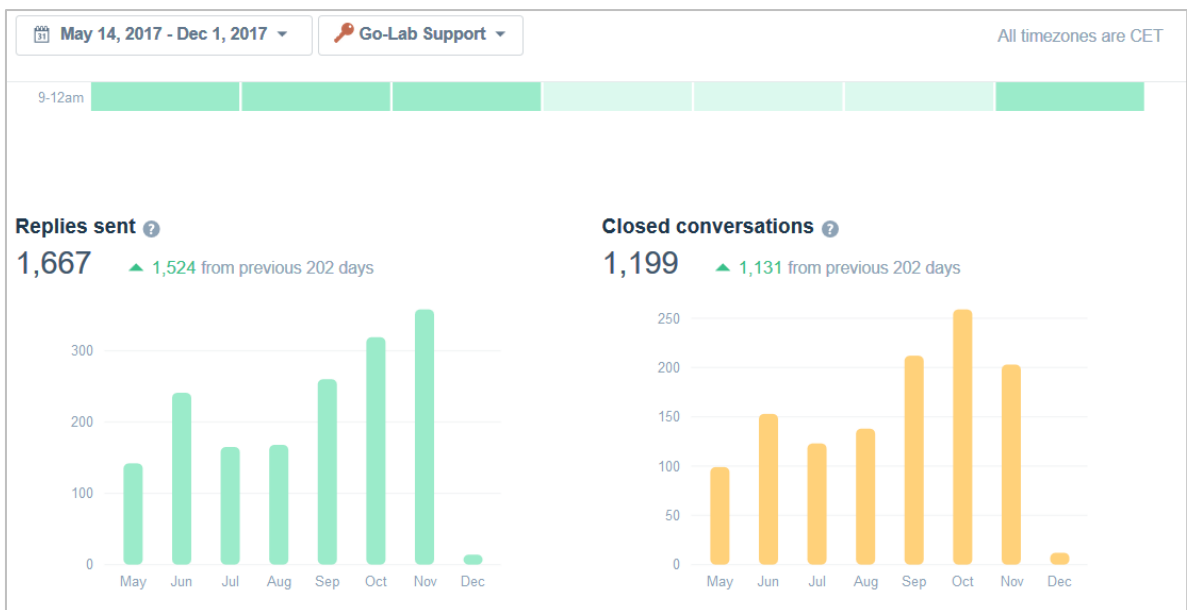 31 May 14, 2017 - Dec 1, 2017 Go-Lab Support All timezones are CET
9-12am
Replies sent ?
1,667 1,524 from previous 202 days
300
200
100
0
May Jun Jul Aug Sep Oct Nov Dec
Closed conversations ?
1,199 1,131 from previous 202 days
250
200
150
100
50
0
May Jun Jul Aug Sep Oct Nov Dec